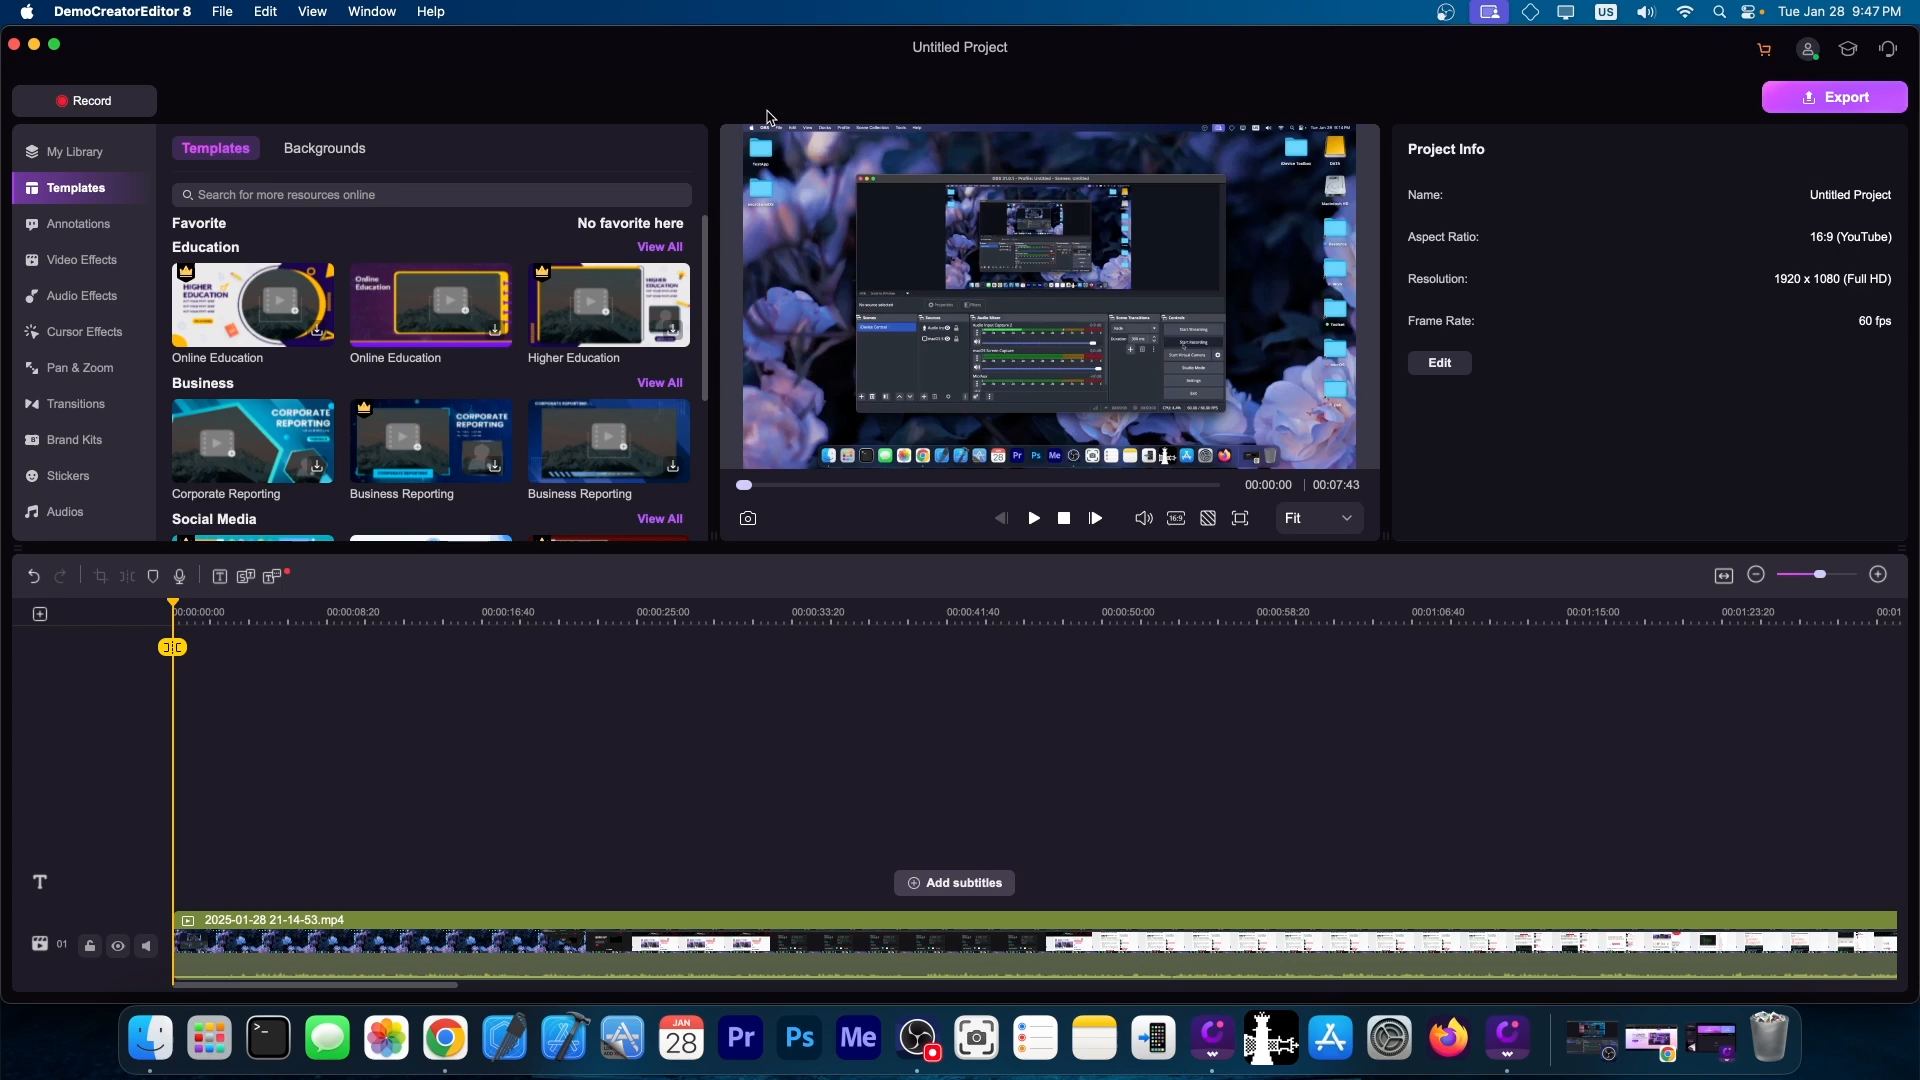 DemoCreatorEditor 8 File Edit View Window Help
US
Tue Jan 28 9:47 PM
Untitled Project
Record
Export
My Library
Templates
Annotations
Video Effects
Audio Effects
Cursor Effects
Pan & Zoom
Transitions
Brand Kits
Stickers
Audios
Templates Backgrounds
Search for more resources online
Favorite No favorite here
Education View All
HIGHER EDUCATION
Online Education
HIGHER EDUCATION
Online Education Online Education Higher Education
Business View All
CORPORATE REPORTING
CORPORATE REPORTING
CORPORATE REPORTING
Corporate Reporting Business Reporting Business Reporting
Social Media View All
00:00:00 | 00:07:43
16:9
Fit
Project Info
Name: Untitled Project
Aspect Ratio: 16:9 (YouTube)
Resolution: 1920 x 1080 (Full HD)
Frame Rate: 60 fps
Edit
00:00:00:00 00:00:08:20 00:00:16:40 00:00:25:00 00:00:33:20 00:00:41:40 00:00:50:00 00:00:58:20 00:01:06:40 00:01:15:00 00:01:23:20 00:01
T
Add subtitles
2025-01-28 21-14-53.mp4
01
JAN
28
Pr
Ps
Me